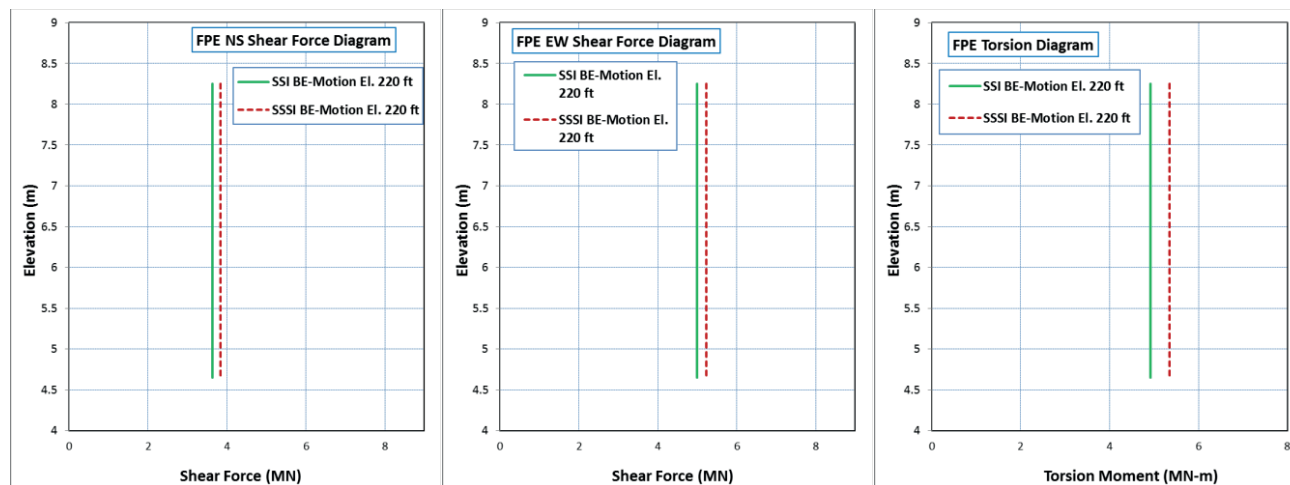 FPE NS Shear Force Diagram
SSI BE-Motion El. 220 ft
SSSI BE-Motion El. 220 ft
9
8.5
8
7.5
7
6.5
6
5.5
5
4.5
4
Elevation (m)
0 2 4 6 8
Shear Force (MN)
FPE EW Shear Force Diagram
SSI BE-Motion El.
220 ft
SSSI BE-Motion El.
220 ft
9
8.5
8
7.5
7
6.5
6
5.5
5
4.5
4
Elevation (m)
0 2 4 6 8
Shear Force (MN)
FPE Torsion Diagram
SSI BE-Motion El. 220 ft
SSSI BE-Motion El. 220 ft
9
8.5
8
7.5
7
6.5
6
5.5
5
4.5
4
Elevation (m)
0 2 4 6 8
Torsion Moment (MN-m)